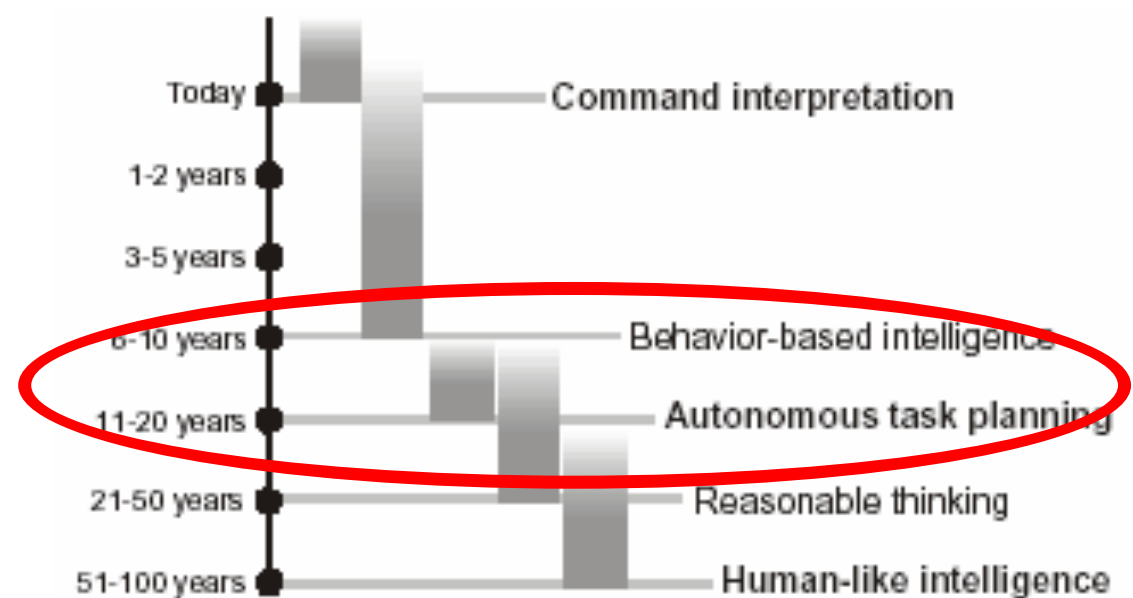 Today
Command interpretation
1-2 years
3-5 years
6-10 years
Behavior-based intelligence
11-20 years
Autonomous task planning
21-50 years
Reasonable thinking
51-100 years
Human-like intelligence